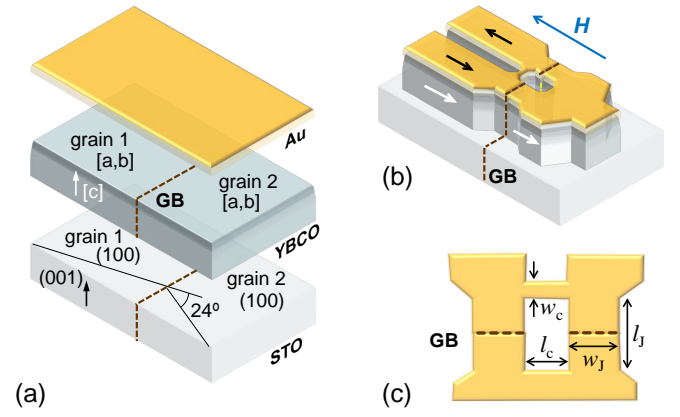 Au
grain 1
[a,b]
[c]
GB
grain 2
[a,b]
YBCO
grain 1
(100)
(001)
grain 2
(100)
24º
STO
(a)
H
GB
(b)
GB
w_c
l_c
w_J
l_J
(c)